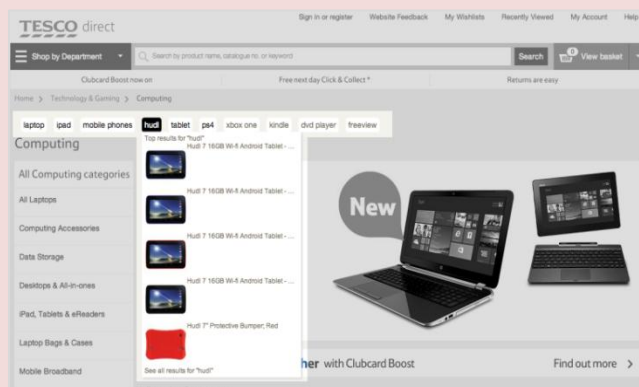 TESCO direct
Sign in or register Website Feedback My Wishlists Recently Viewed My Account Help
Shop by Department
Search by product name, catalogue no. or keyword
Search
0 View basket
Clubcard Boost now on Free next day Click & Collect * Returns are easy
Home > Technology & Gaming > Computing
laptop ipad mobile phones hudl tablet ps4 xbox one kindle dvd player freeview
Computing
Top results for "hudl"
Hudl 7 16GB Wi-fi Android Tablet - ...
Hudl 7 16GB Wi-fi Android Tablet - ...
Hudl 7 16GB Wi-fi Android Tablet - ...
Hudl 7 16GB Wi-fi Android Tablet - ...
Hudl 7" Protective Bumper; Red
See all results for "hudl"
All Computing categories
All Laptops
Computing Accessories
Data Storage
Desktops & All-in-ones
iPad, Tablets & eReaders
Laptop Bags & Cases
Mobile Broadband
New
her with Clubcard Boost
Find out more >